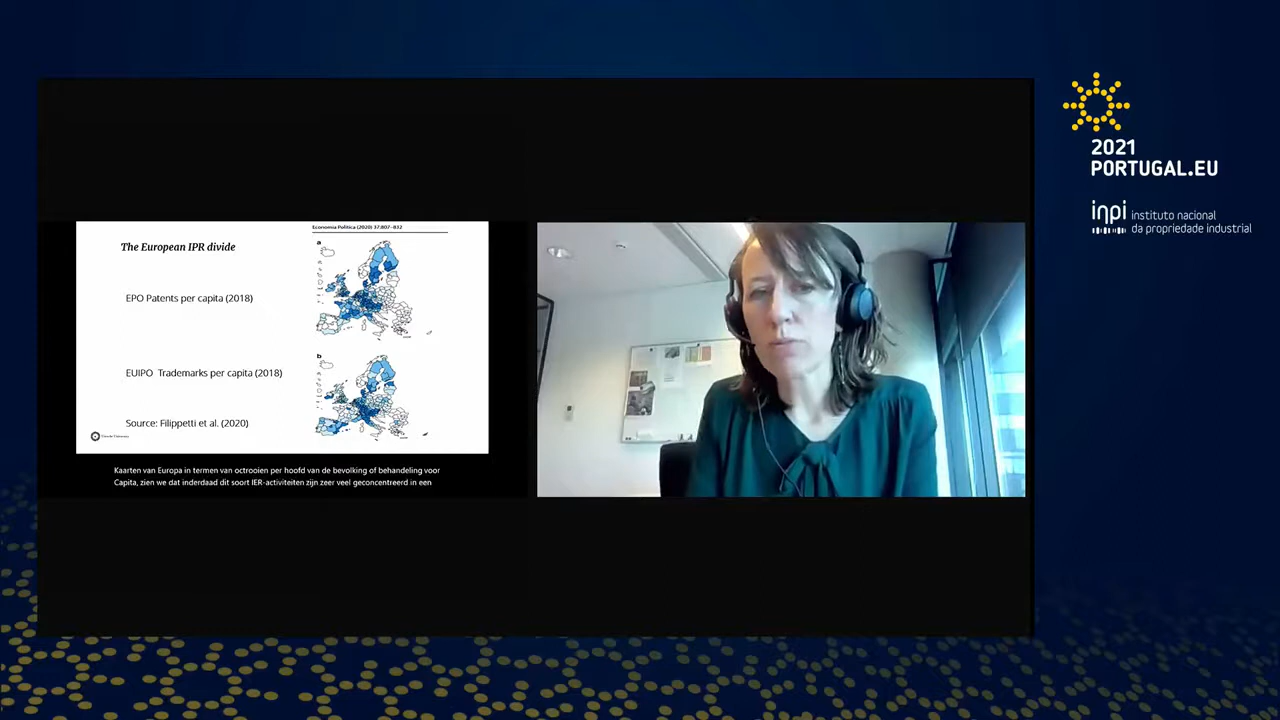 Economia Politica (2020) 37:807–832
The European IPR divide
a
EPO Patents per capita (2018)
b
EUIPO Trademarks per capita (2018)
Source: Filippetti et al. (2020)
Kaarten van Europa in termen van octrooien per hoofd van de bevolking of behandeling voor
Capita, zien we dat inderdaad dit soort IER-activiteiten zijn zeer veel geconcentreerd in een
2021
PORTUGAL.EU
inpi instituto nacional
da propriedade industrial